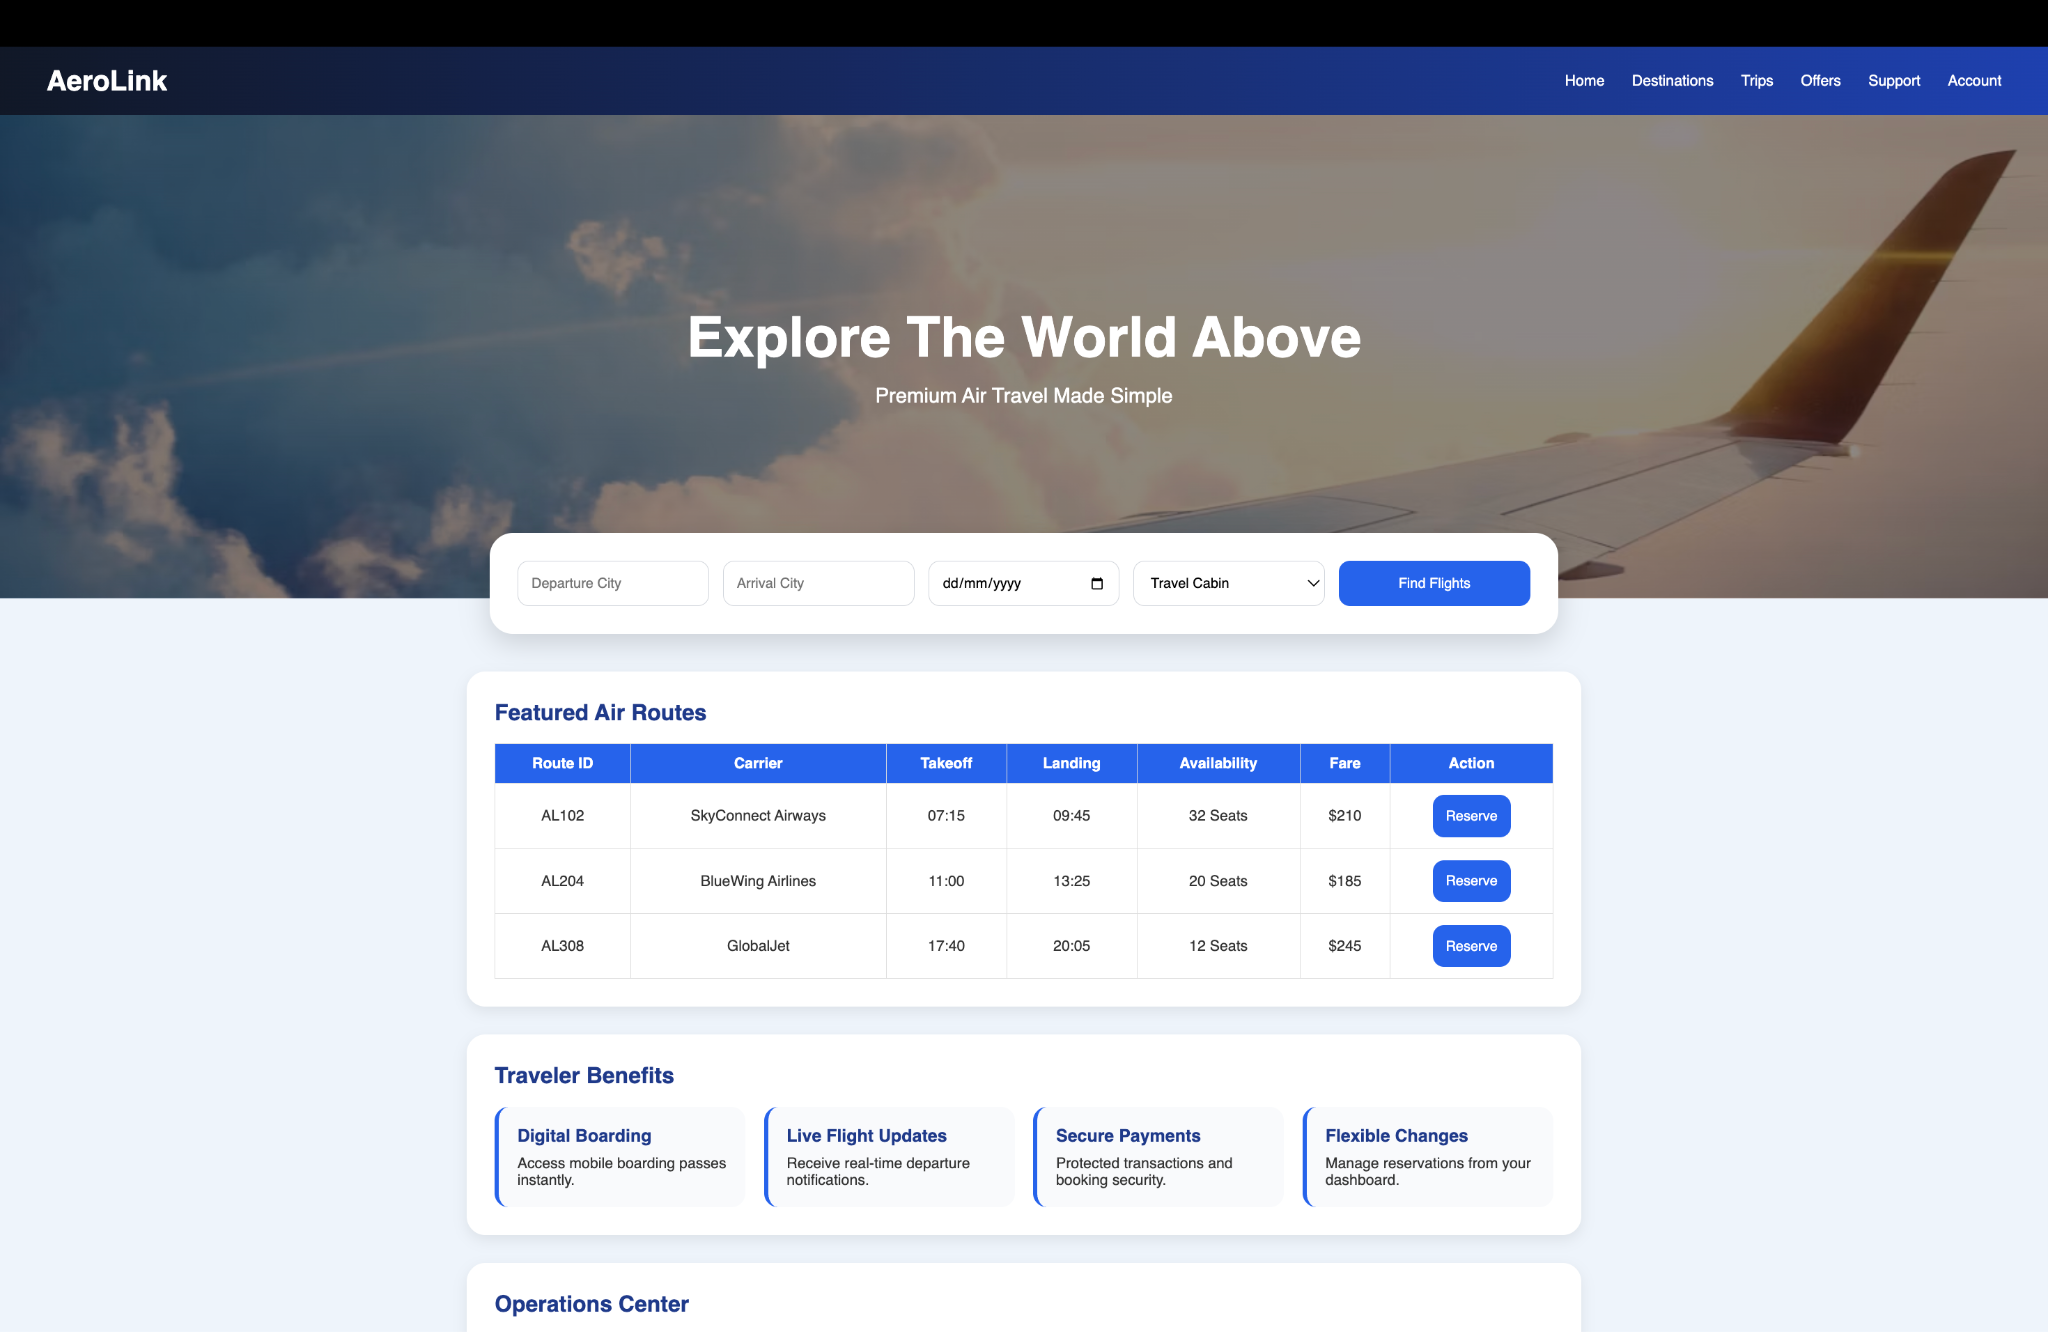 AeroLink
Home Destinations Trips Offers Support Account
Explore The World Above
Premium Air Travel Made Simple
Departure City Arrival City dd/mm/yyyy Travel Cabin Find Flights
Featured Air Routes
Route ID Carrier Takeoff Landing Availability Fare Action
AL102 SkyConnect Airways 07:15 09:45 32 Seats $210 Reserve
AL204 BlueWing Airlines 11:00 13:25 20 Seats $185 Reserve
AL308 GlobalJet 17:40 20:05 12 Seats $245 Reserve
Traveler Benefits
Digital Boarding
Access mobile boarding passes
instantly.
Live Flight Updates
Receive real-time departure
notifications.
Secure Payments
Protected transactions and
booking security.
Flexible Changes
Manage reservations from your
dashboard.
Operations Center